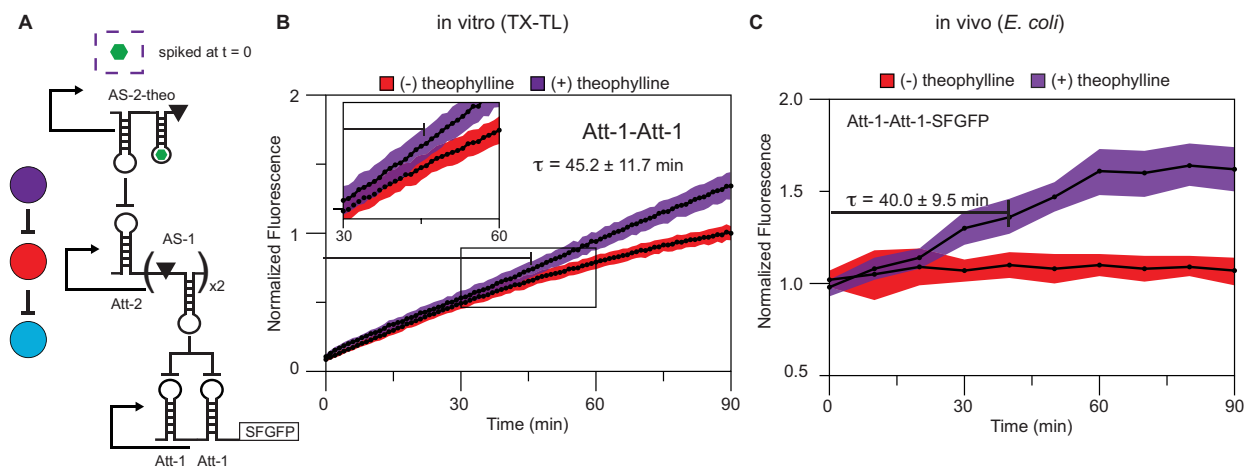 A
spiked at t = 0
AS-2-theo
AS-1
x2
Att-2
SFGFP
Att-1 Att-1
B
in vitro (TX-TL)
(-) theophylline (+) theophylline
Normalized Fluorescence
2
1
0
Att-1-Att-1
τ = 45.2 ± 11.7 min
30 60
0 30 60 90
Time (min)
C
in vivo (E. coli)
(-) theophylline (+) theophylline
Normalized Fluorescence
2.0
1.5
1.0
0.5
Att-1-Att-1-SFGFP
τ = 40.0 ± 9.5 min
0 30 60 90
Time (min)